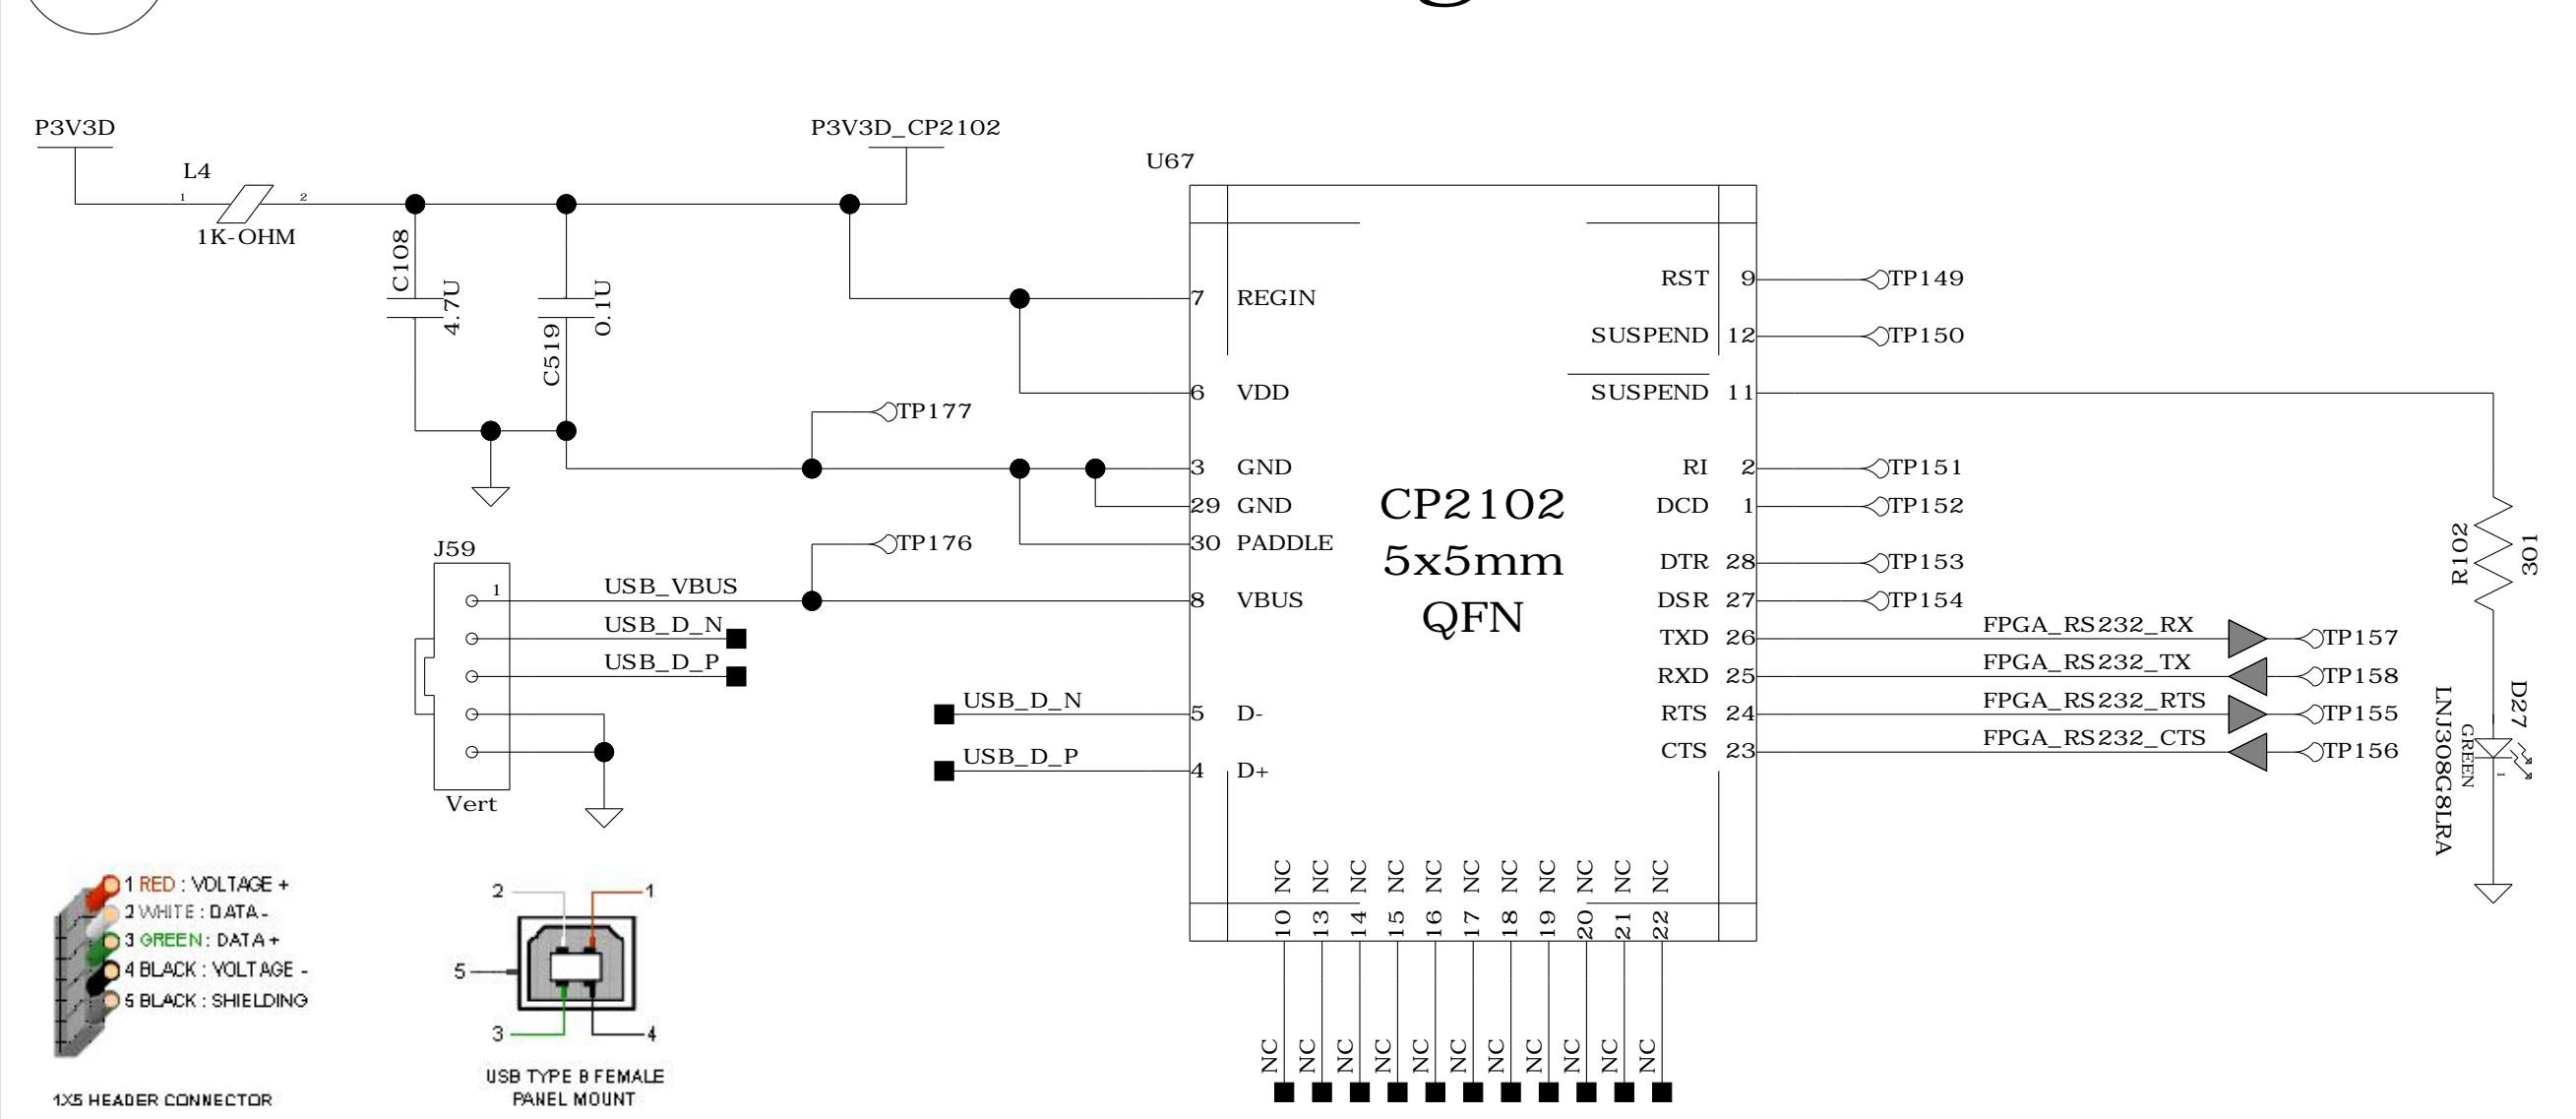 P3V3D
P3V3D_CP2102
L4
1
2
1K-OHM
C108
4.7U
C519
0.1U
U67
7 REGIN
6 VDD
TP177
3 GND
29 GND
30 PADDLE
TP176
8 VBUS
5 D-
4 D+
J59
1
USB_VBUS
USB_D_N
USB_D_P
Vert
USB_D_N
USB_D_P
CP2102
5x5mm
QFN
RST 9 TP149
SUSPEND 12 TP150
SUSPEND 11
RI 2 TP151
DCD 1 TP152
DTR 28 TP153
DSR 27 TP154
TXD 26 FPGA_RS232_RX TP157
RXD 25 FPGA_RS232_TX TP158
RTS 24 FPGA_RS232_RTS TP155
CTS 23 FPGA_RS232_CTS TP156
R102
301
D27
GREEN
LNJ308G8LRA
1
NC NC NC NC NC NC NC NC NC NC NC
10 13 14 15 16 17 18 19 20 21 22
NC NC NC NC NC NC NC NC NC NC NC
1 RED : VOLTAGE +
2 WHITE : DATA -
3 GREEN : DATA +
4 BLACK : VOLTAGE -
5 BLACK : SHIELDING
1X5 HEADER CONNECTOR
2
1
5
3
4
USB TYPE B FEMALE
PANEL MOUNT